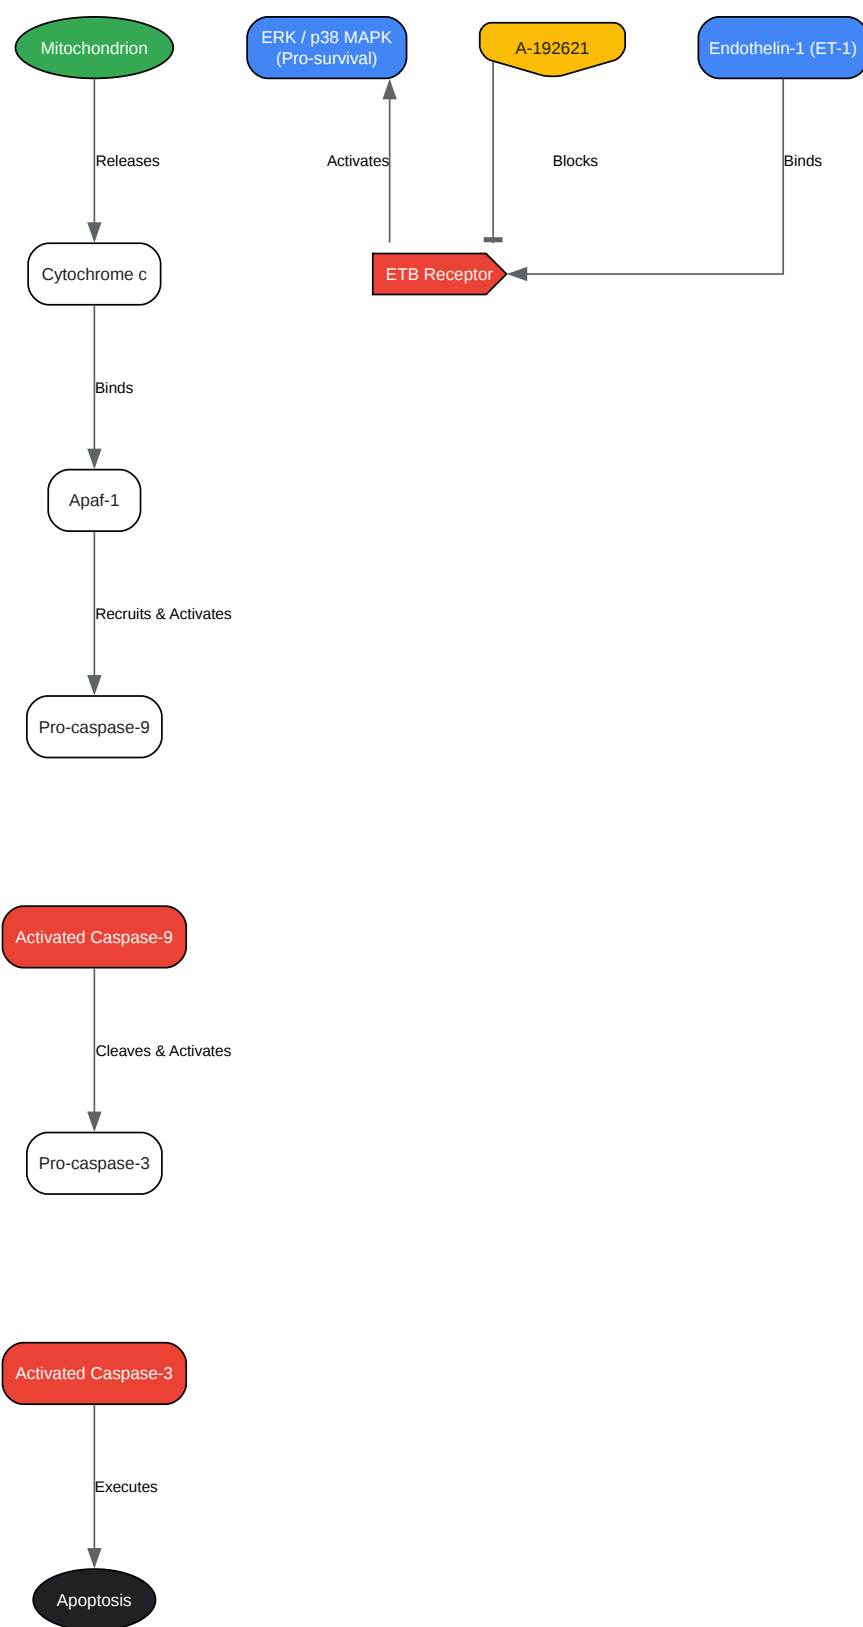 Mitochondrion
ERK / p38 MAPK
(Pro-survival)
A-192621
Endothelin-1 (ET-1)
Releases
Activates
Blocks
Binds
Cytochrome c
ETB Receptor
Binds
Apaf-1
Recruits & Activates
Pro-caspase-9
Activated Caspase-9
Cleaves & Activates
Pro-caspase-3
Activated Caspase-3
Executes
Apoptosis